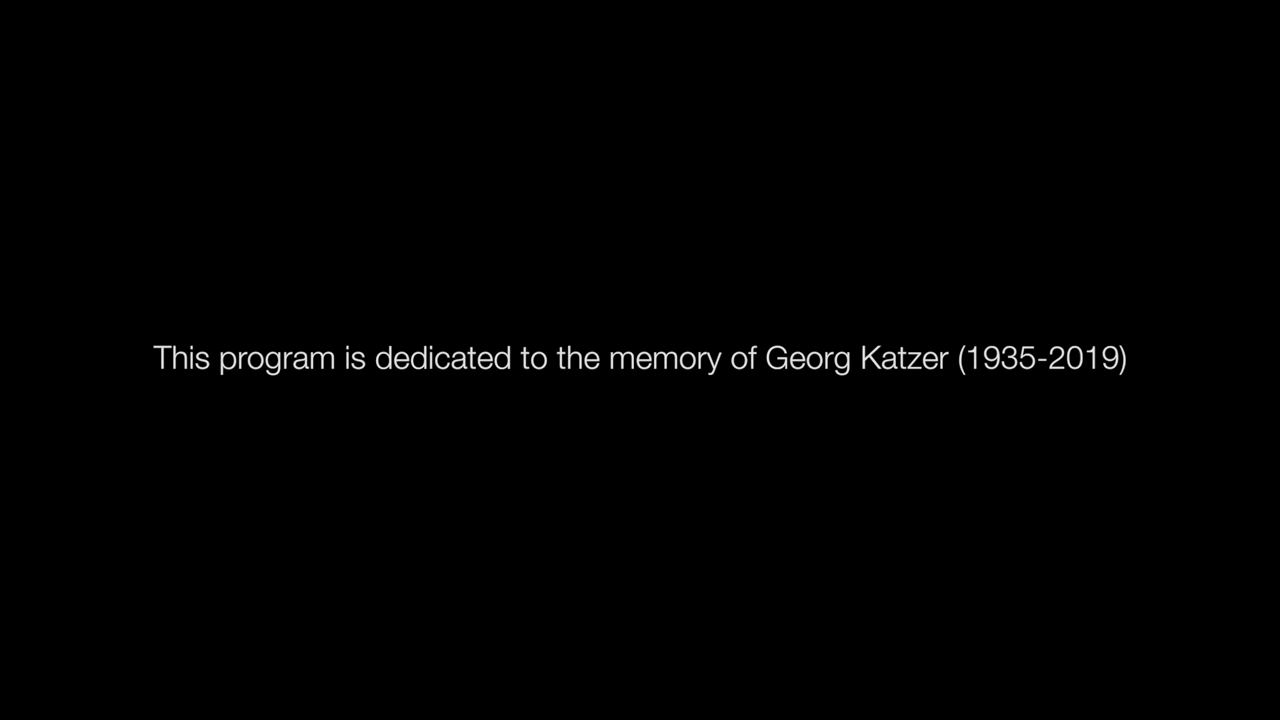 This program is dedicated to the memory of Georg Katzer (1935-2019)